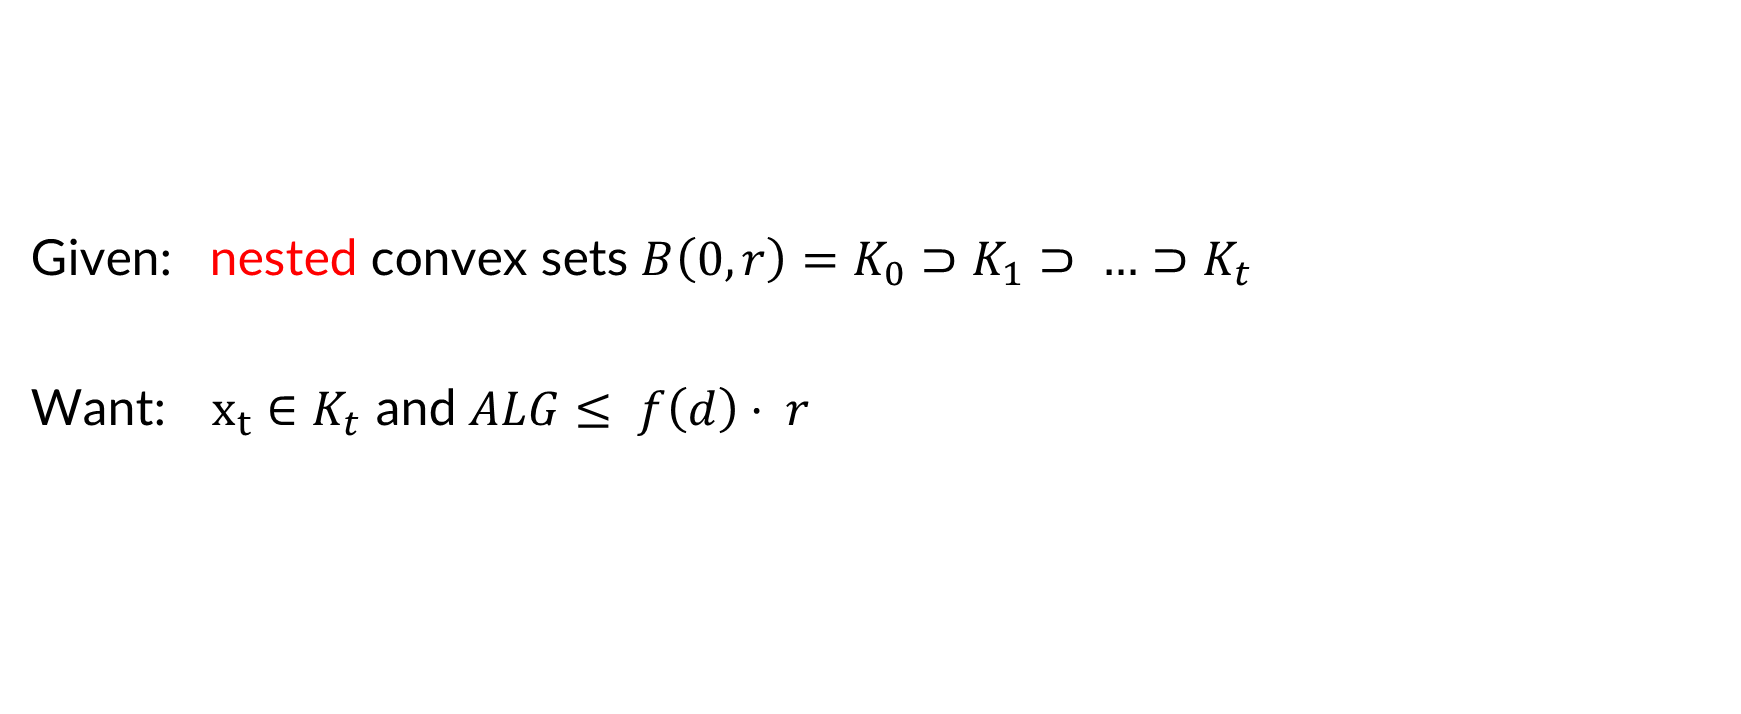 Given: nested convex sets B(0,r) = K₀ ⊃ K₁ ⊃ ... ⊃ Kₜ
Want: xₜ ∈ Kₜ and ALG ≤ f(d) · r